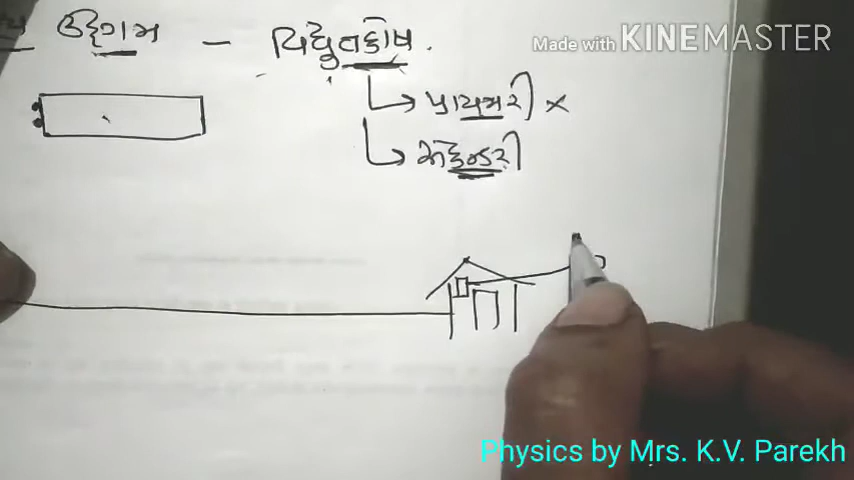 ઉદ્દગમ - વિદ્યુતકોષ.
Made with KINEMASTER
પ્રાયમરી ×
સેકન્ડરી
Physics by Mrs. K.V. Parekh